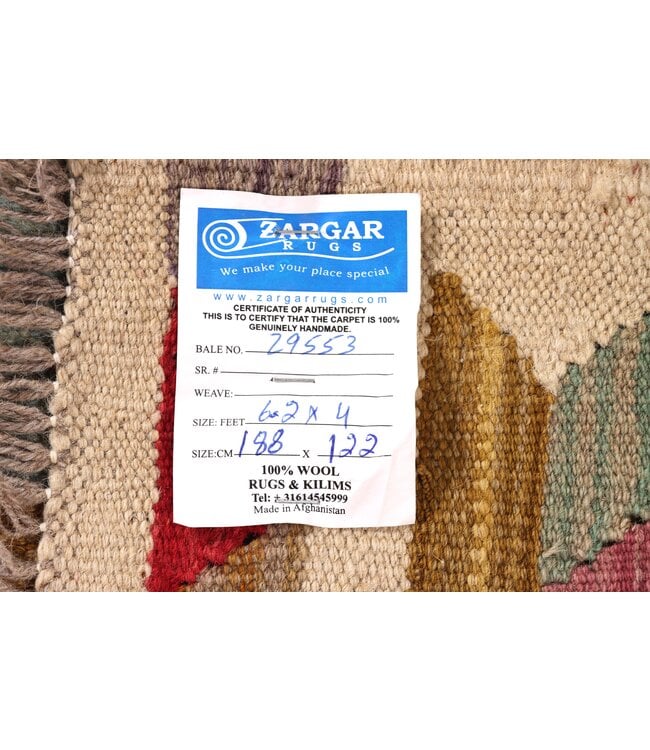 ZARGAR
RUGS
We make your place special
www.zargarrugs.com
CERTIFICATE OF AUTHENTICITY
THIS IS TO CERTIFY THAT THE CARPET IS 100%
GENUINELY HANDMADE.
BALE NO. 29553
SR. #
WEAVE:
SIZE: FEET 6.2 x 4
SIZE:CM 188 X 122
100% WOOL
RUGS & KILIMS
Tel: +31614545999
Made in Afghanistan